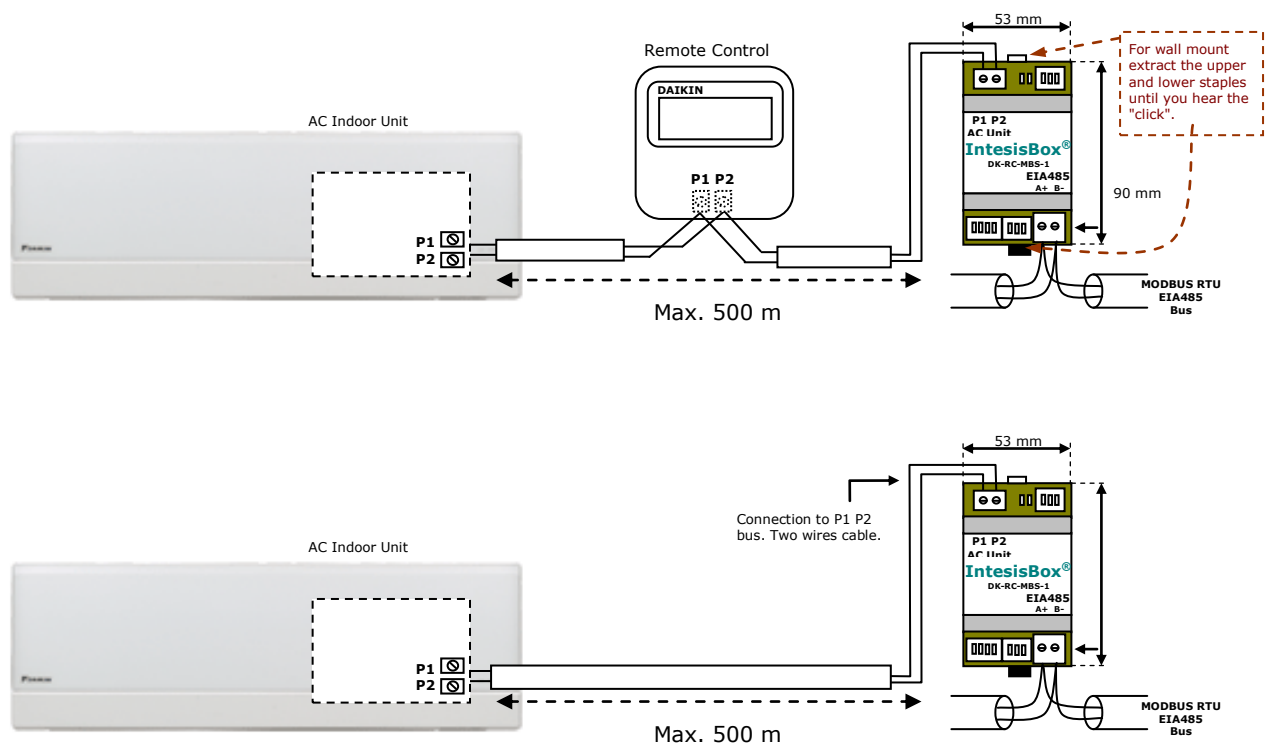 53 mm
Remote Control
For wall mount
extract the upper
and lower staples
until you hear the
"click".
DAIKIN
AC Indoor Unit
P1 P2
AC Unit
IntesisBox®
DK-RC-MBS-1
EIA485
A+ B-
P1 P2
90 mm
P1
P2
MODBUS RTU
EIA485
Bus
Max. 500 m
53 mm
Connection to P1 P2
bus. Two wires cable.
AC Indoor Unit
P1 P2
AC Unit
IntesisBox®
DK-RC-MBS-1
EIA485
A+ B-
P1
P2
MODBUS RTU
EIA485
Bus
Max. 500 m